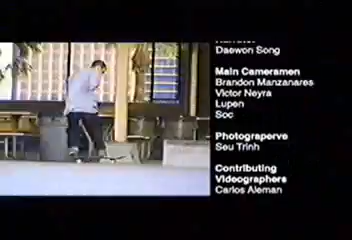 Daewon Song
Main Cameramen
Brandon Manzanares
Victor Neyra
Lupen
Soc
Photograperve
Seu Trinh
Contributing
Videographers
Carlos Aleman